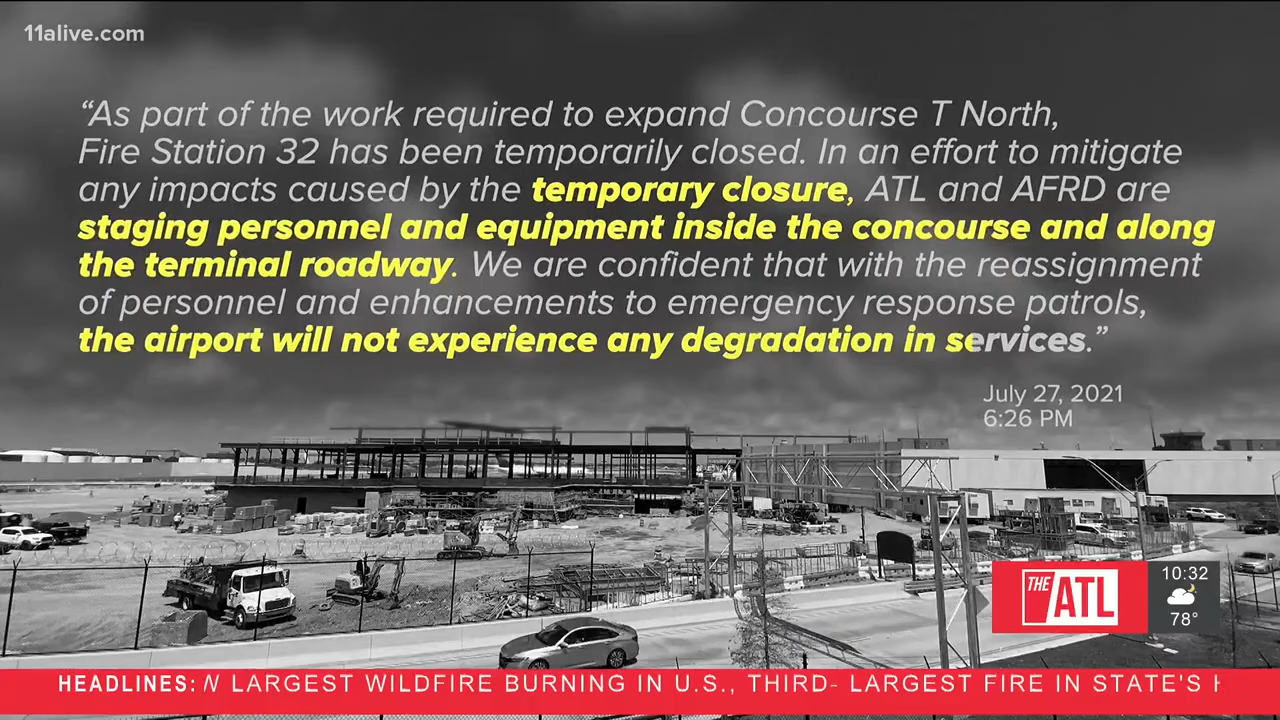 11alive.com
“As part of the work required to expand Concourse T North,
Fire Station 32 has been temporarily closed. In an effort to mitigate
any impacts caused by the temporary closure, ATL and AFRD are
staging personnel and equipment inside the concourse and along
the terminal roadway. We are confident that with the reassignment
of personnel and enhancements to emergency response patrols,
the airport will not experience any degradation in services.”
July 27, 2021
6:26 PM
THE ATL
10:32
78°
HEADLINES: LARGEST WILDFIRE BURNING IN U.S., THIRD- LARGEST FIRE IN STATE'S